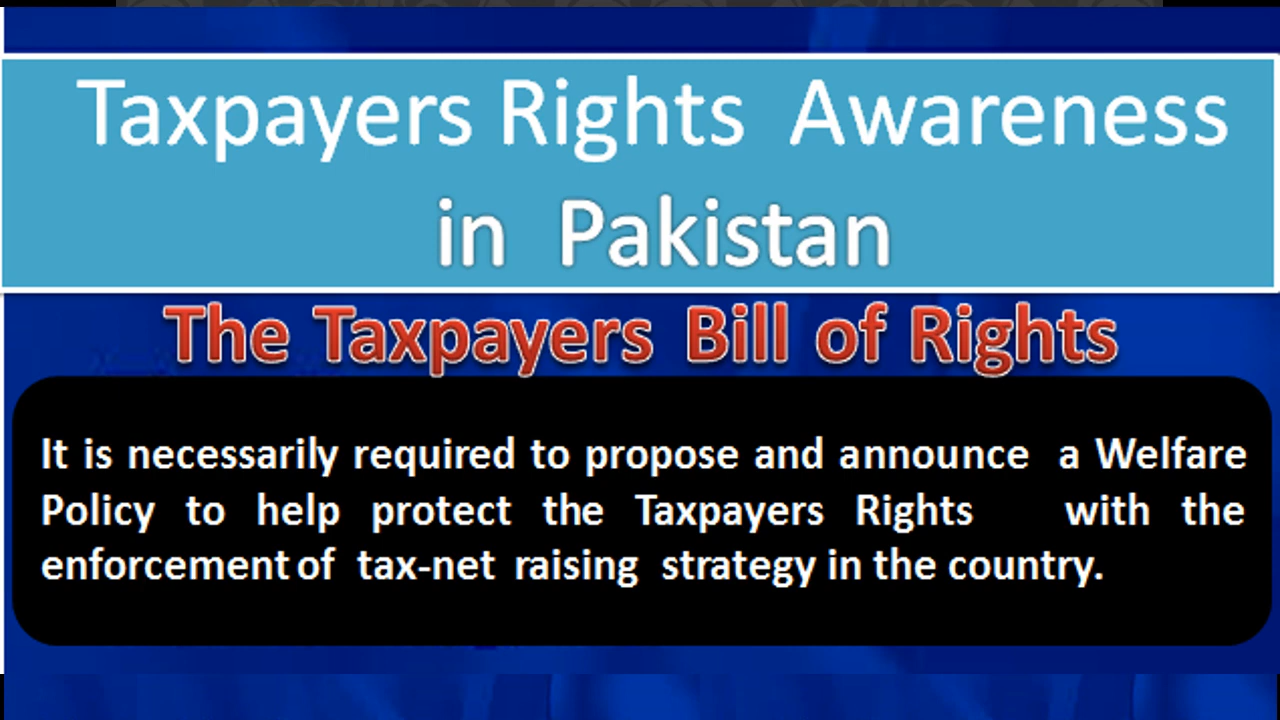 Taxpayers Rights Awareness
in Pakistan
The Taxpayers Bill of Rights
It is necessarily required to propose and announce a Welfare
Policy to help protect the Taxpayers Rights with the
enforcement of tax-net raising strategy in the country.